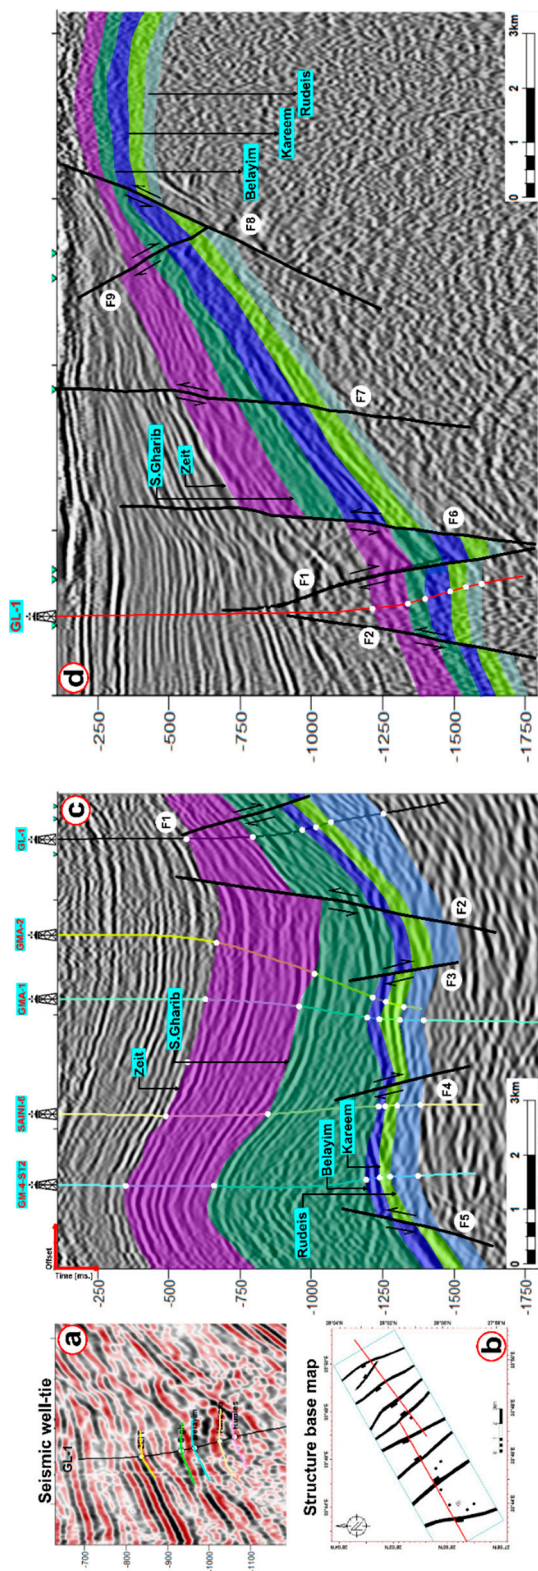 Seismic well-tie
a
GL-1
-700
-800
-900
-1000
-1100
Structure base map
b
Offset
Time [ms.]
GM-4-ST2
SAINI-6
GMA-1
GMA-2
GL-1
c
-250
-500
-750
-1000
-1250
-1500
-1750
Zeit
S.Gharib
F1
Belayim
Kareem
Rudeis
F5
F4
F3
F2
0 1 2 3km
GL-1
d
-250
-500
-750
-1000
-1250
-1500
-1750
S.Gharib
Zeit
F9
F8
Belayim
Kareem
Rudeis
F1
F2
F7
F6
0 1 2 3km